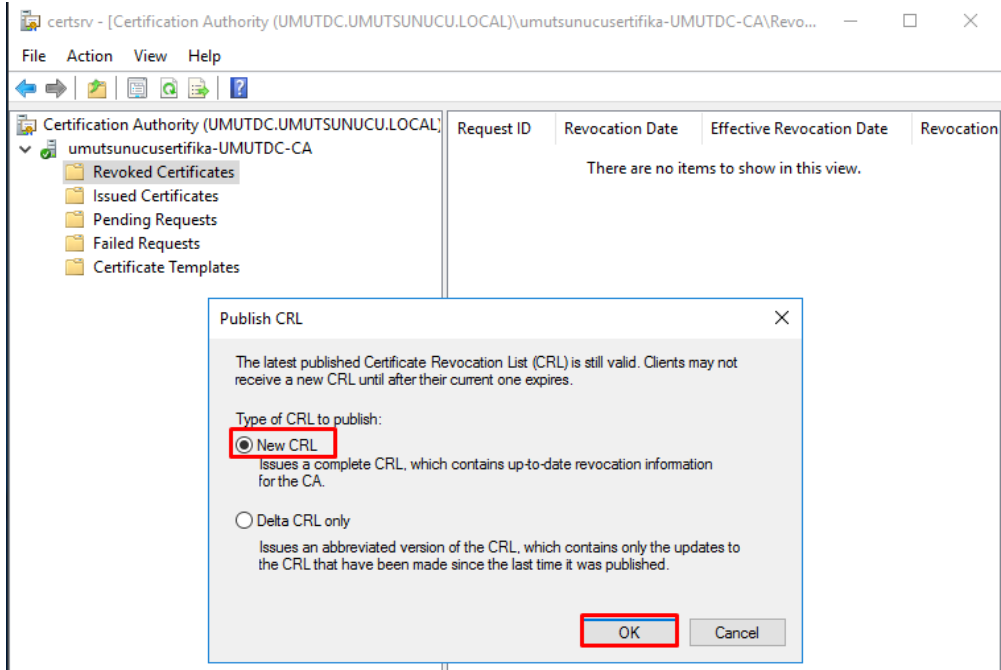 certsrv - [Certification Authority (UMUTDC.UMUTSUNUCU.LOCAL)\umutsunucusertifika-UMUTDC-CA\Revo...
File Action View Help
Certification Authority (UMUTDC.UMUTSUNUCU.LOCAL)
umutsunucusertifika-UMUTDC-CA
Revoked Certificates
Issued Certificates
Pending Requests
Failed Requests
Certificate Templates
Request ID Revocation Date Effective Revocation Date Revocation
There are no items to show in this view.
Publish CRL
The latest published Certificate Revocation List (CRL) is still valid. Clients may not
receive a new CRL until after their current one expires.
Type of CRL to publish:
New CRL
Issues a complete CRL, which contains up-to-date revocation information
for the CA.
Delta CRL only
Issues an abbreviated version of the CRL, which contains only the updates to
the CRL that have been made since the last time it was published.
OK Cancel